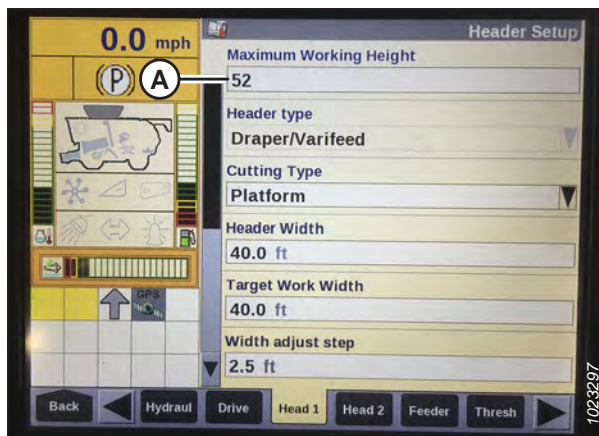 0.0 mph
Header Setup
(P)
A
Maximum Working Height
52
Header type
Draper/Varifeed
Cutting Type
Platform
Header Width
40.0 ft
Target Work Width
40.0 ft
Width adjust step
2.5 ft
GPS
Back
Hydraul
Drive
Head 1
Head 2
Feeder
Thresh
1023297